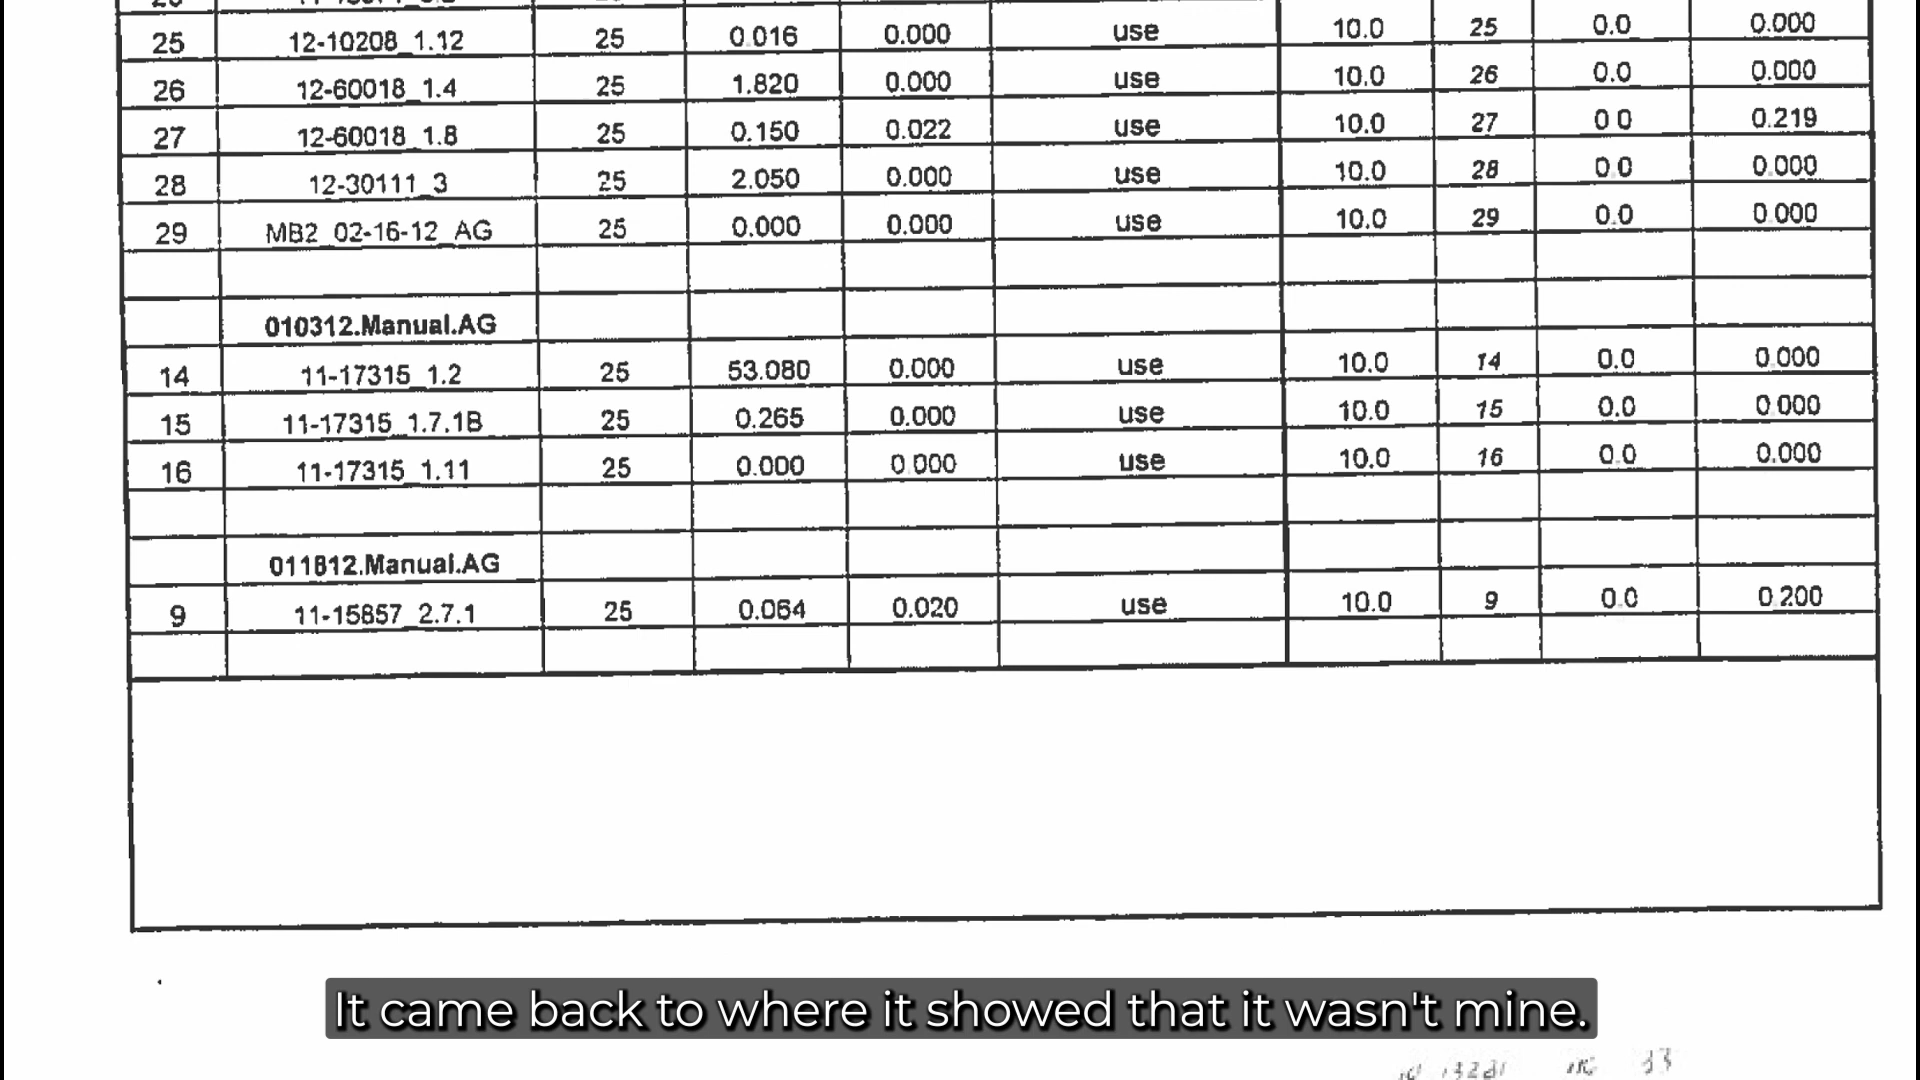 25 12-10208_1.12 25 0.016 0.000 use 10.0 25 0.0 0.000
26 12-60018_1.4 25 1.820 0.000 use 10.0 26 0.0 0.000
27 12-60018_1.8 25 0.150 0.022 use 10.0 27 0 0 0.219
28 12-30111_3 25 2.050 0.000 use 10.0 28 0.0 0.000
29 MB2_02-16-12_AG 25 0.000 0.000 use 10.0 29 0.0 0.000
010312.Manual.AG
14 11-17315_1.2 25 53.080 0.000 use 10.0 14 0.0 0.000
15 11-17315_1.7.1B 25 0.265 0.000 use 10.0 15 0.0 0 000
16 11-17315_1.11 25 0.000 0 000 use 10.0 16 0.0 0.000
011812.Manual.AG
9 11-15857_2.7.1 25 0.064 0.020 use 10.0 9 0.0 0 200
It came back to where it showed that it wasn't mine.